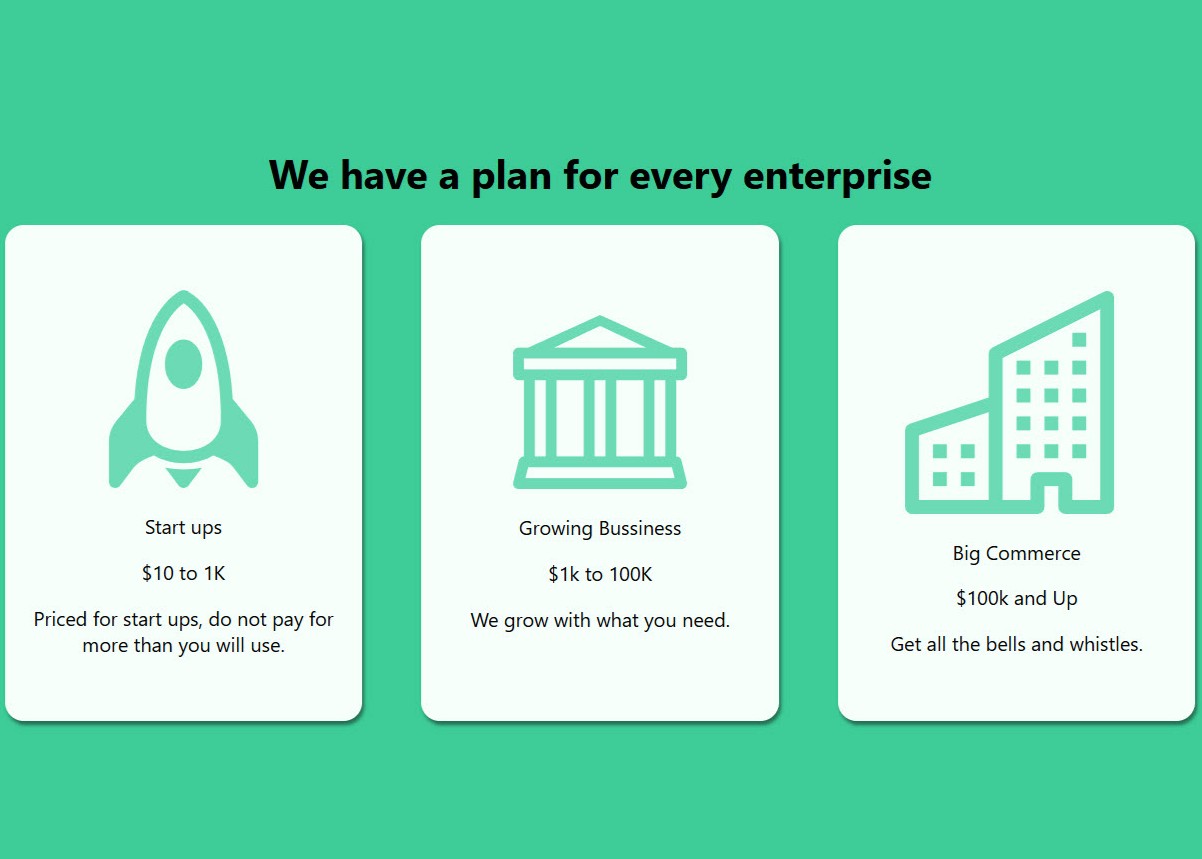 We have a plan for every enterprise
Start ups
$10 to 1K
Priced for start ups, do not pay for
more than you will use.
Growing Bussiness
$1k to 100K
We grow with what you need.
Big Commerce
$100k and Up
Get all the bells and whistles.